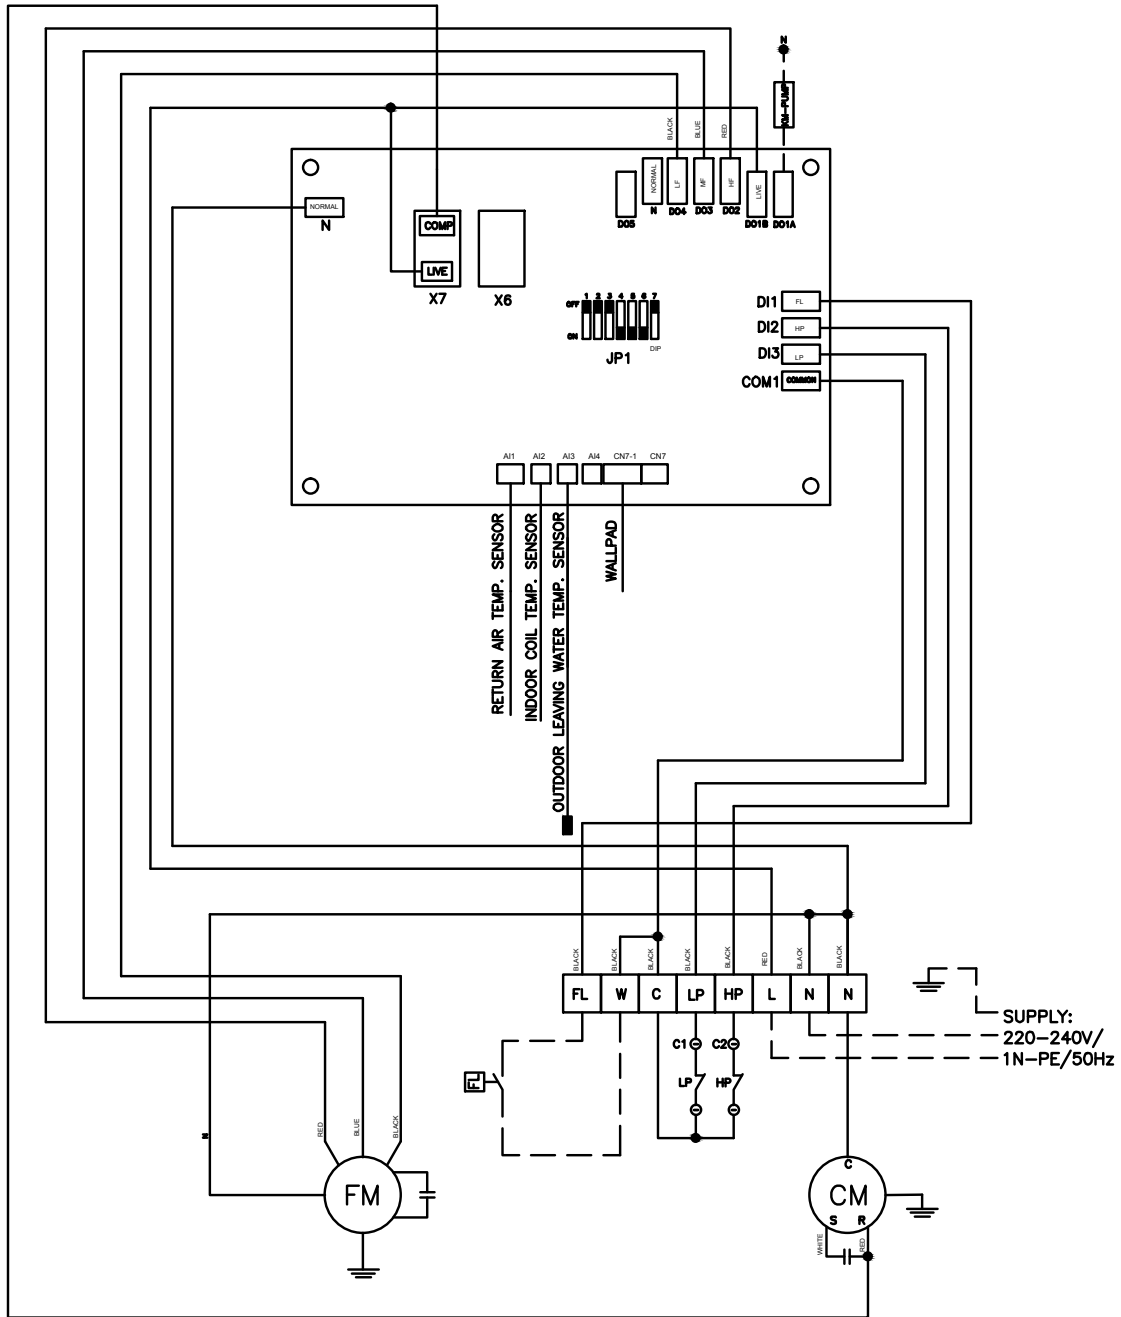 N
KM-PUMP
BLACK
BLUE
RED
NORMAL
LF
MF
HF
LIVE
DO5
N
DO4
DO3
DO2
DO1B
DO1A
NORMAL
N
COMP
LIVE
X7
X6
1 2 3 4 5 6 7
OFF
ON
DIP
JP1
DI1 FL
DI2 HP
DI3 LP
COM1 COMMON
AI1 AI2 AI3 AI4 CN7-1 CN7
RETURN AIR TEMP. SENSOR
INDOOR COIL TEMP. SENSOR
OUTDOOR LEAVING WATER TEMP. SENSOR
WALLPAD
BLACK
BLACK
BLACK
BLACK
BLACK
RED
BLACK
BLACK
FL W C LP HP L N N
SUPPLY:
220-240V/
1N-PE/50Hz
C1 C2
LP HP
FL
N
RED
BLUE
BLACK
FM
C
CM
S R
WHITE
RED